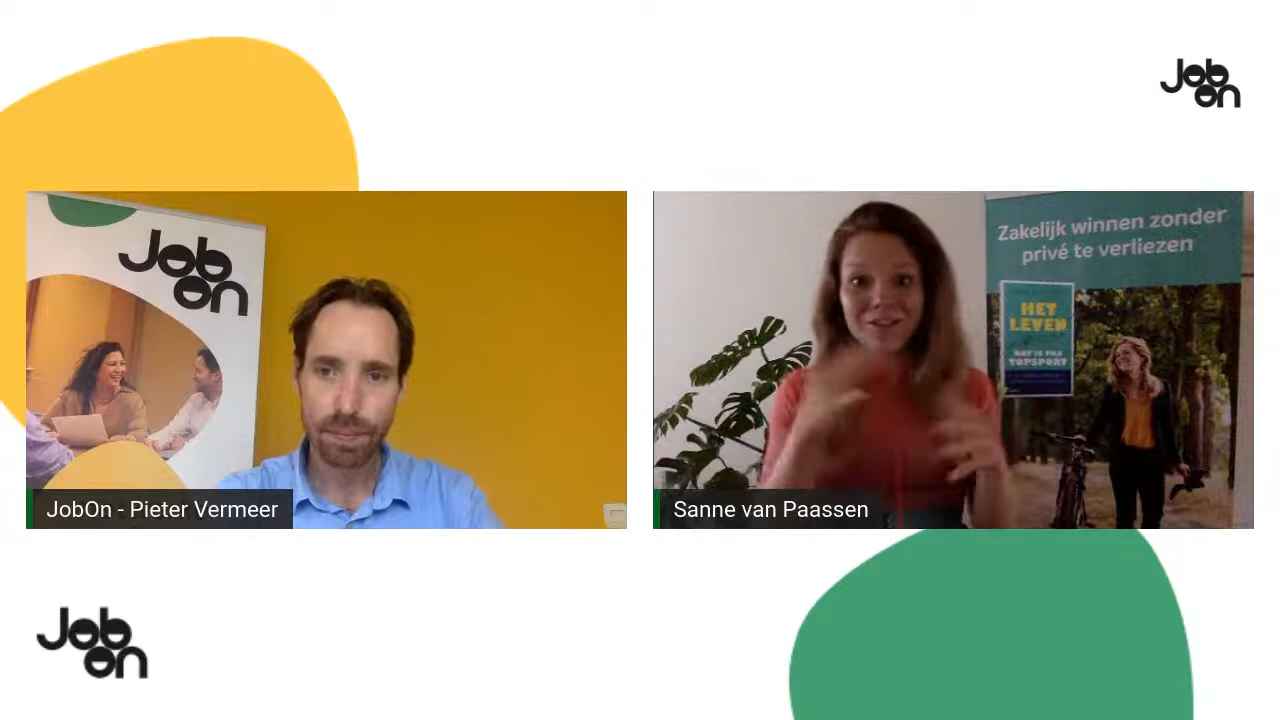 Job
on
Job
on
JobOn - Pieter Vermeer
Zakelijk winnen zonder
privé te verliezen
HET
LEVEN
TOPSPORT
Sanne van Paassen
Job
on